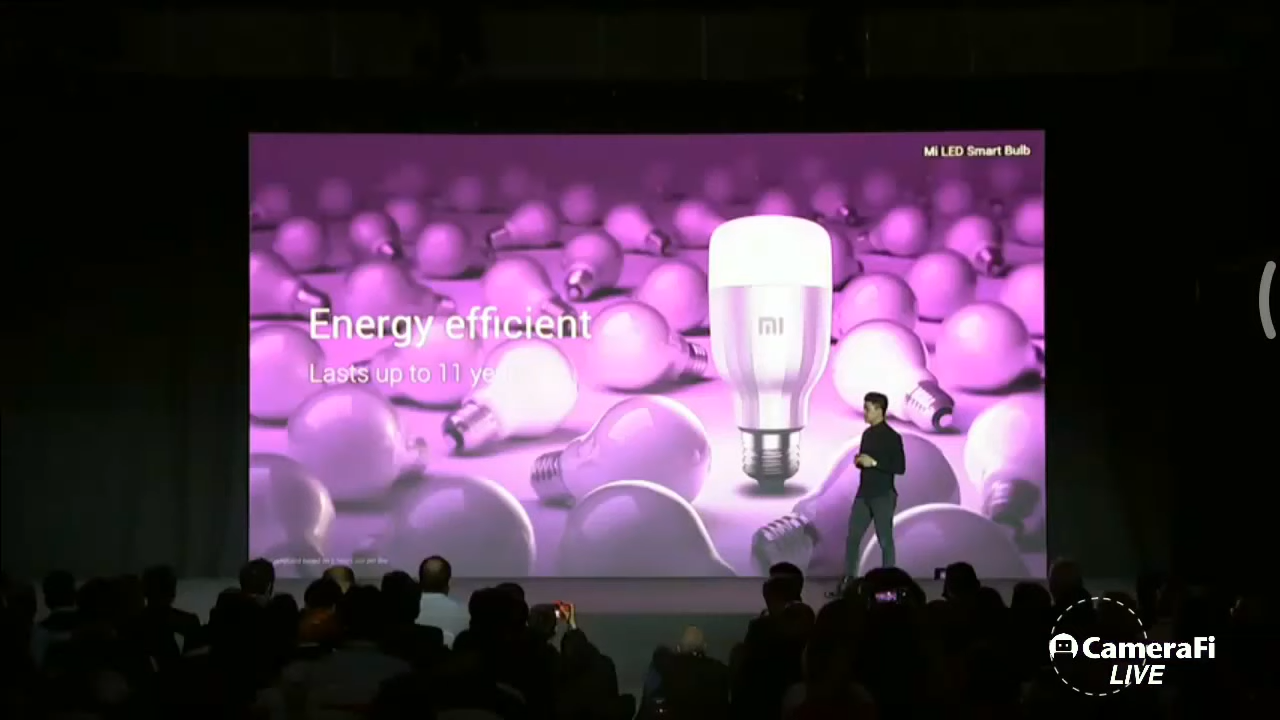 Mi LED Smart Bulb
Energy efficient
Lasts up to 11
MI
CameraFi
LIVE